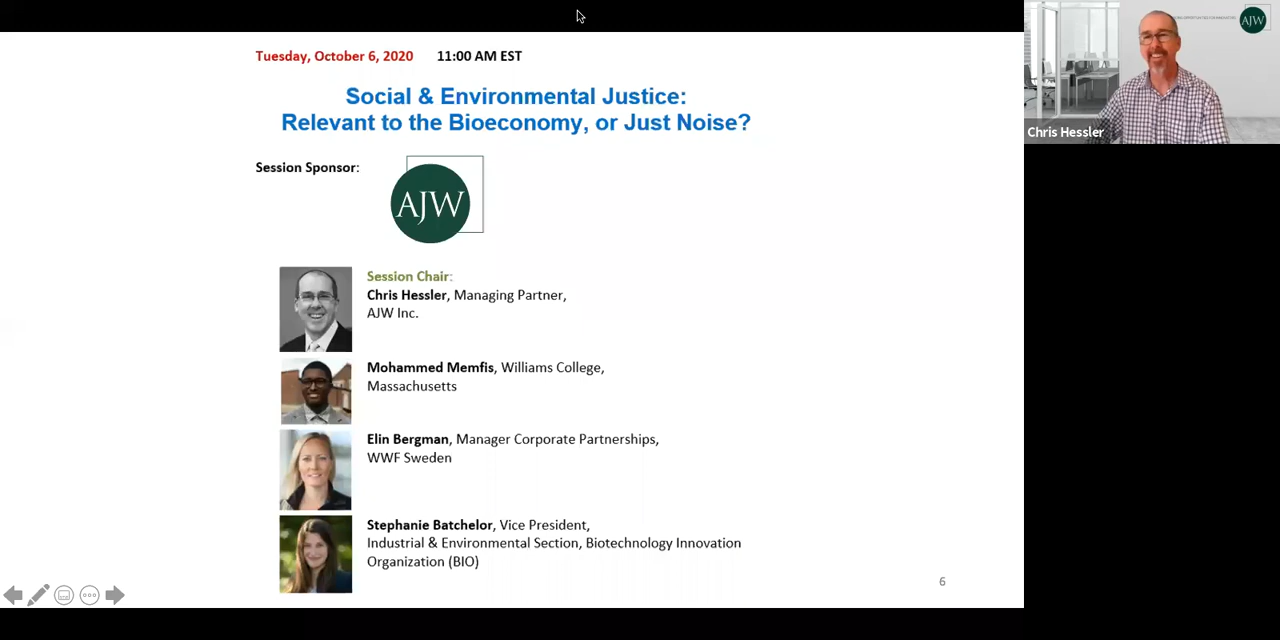 Tuesday, October 6, 2020 11:00 AM EST
Social & Environmental Justice:
Relevant to the Bioeconomy, or Just Noise?
Session Sponsor:
AJW
Session Chair:
Chris Hessler, Managing Partner,
AJW Inc.
Mohammed Memfis, Williams College,
Massachusetts
Elin Bergman, Manager Corporate Partnerships,
WWF Sweden
Stephanie Batchelor, Vice President,
Industrial & Environmental Section, Biotechnology Innovation
Organization (BIO)
6
AJW
Chris Hessler